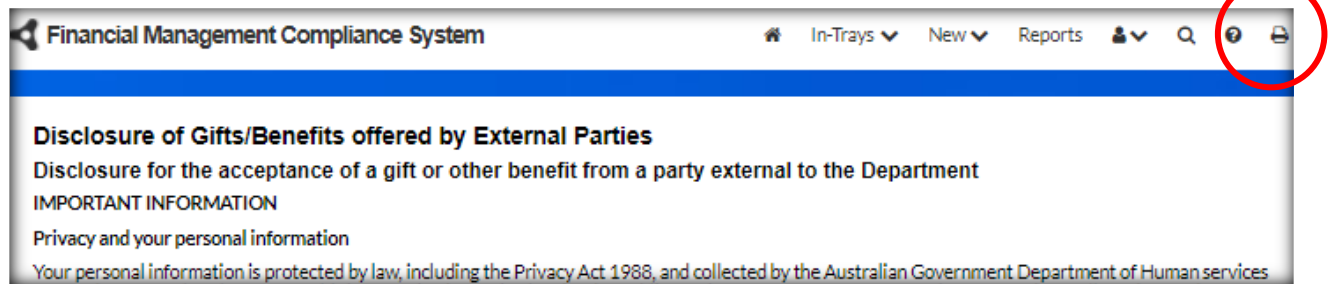 Financial Management Compliance System In-Trays New Reports
Disclosure of Gifts/Benefits offered by External Parties
Disclosure for the acceptance of a gift or other benefit from a party external to the Department
IMPORTANT INFORMATION
Privacy and your personal information
Your personal information is protected by law, including the Privacy Act 1988, and collected by the Australian Government Department of Human services